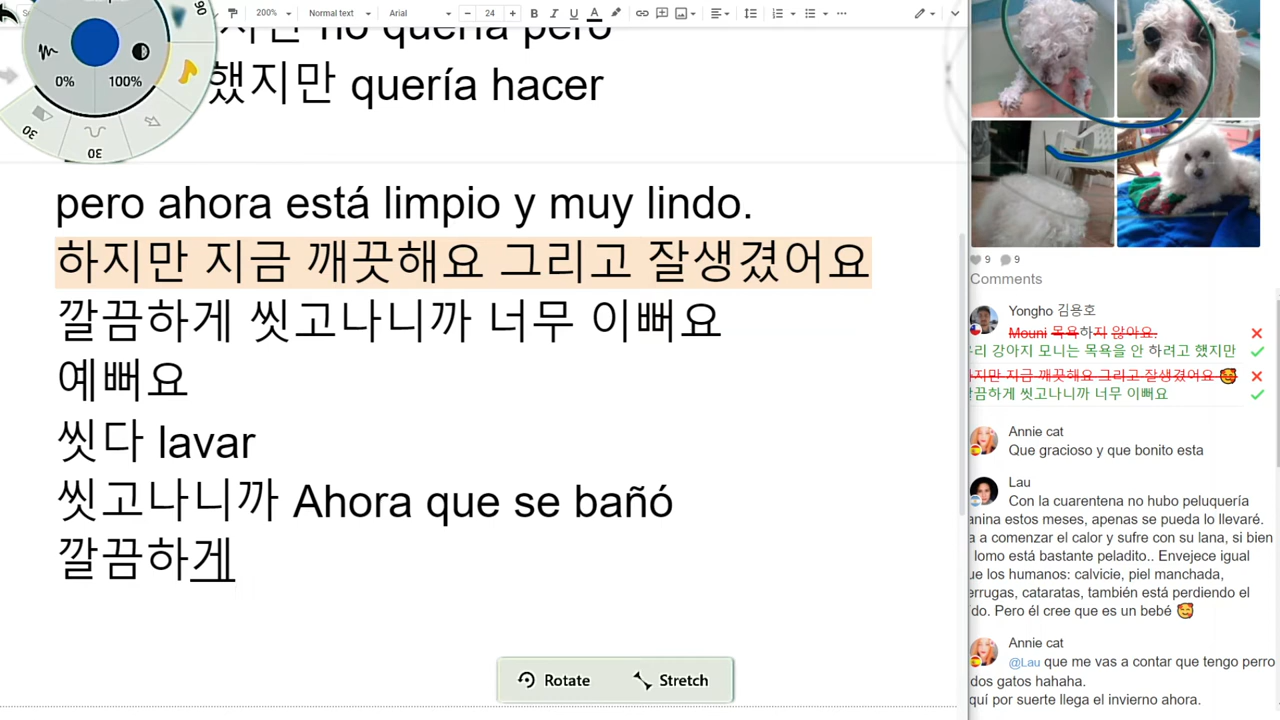 200% Normal text Arial 24 B I U A
no quería pero
했지만 quería hacer
0% 100%
30 30 90
pero ahora está limpio y muy lindo.
하지만 지금 깨끗해요 그리고 잘생겼어요
깔끔하게 씻고나니까 너무 이뻐요
예뻐요
씻다 lavar
씻고나니까 Ahora que se bañó
깔끔하게
Rotate Stretch
9 9
Comments
Yongho 김용호
Mouni 목욕하지 않아요.
리 강아지 모니는 목욕을 안 하려고 했지만
지만 지금 깨끗해요 그리고 잘생겼어요 🥰
끔하게 씻고나니까 너무 이뻐요
Annie cat
Que gracioso y que bonito esta
Lau
Con la cuarentena no hubo peluquería
anina estos meses, apenas se pueda lo llevaré.
a a comenzar el calor y sufre con su lana, si bien
lomo está bastante peladito.. Envejece igual
ue los humanos: calvicie, piel manchada,
errugas, cataratas, también está perdiendo el
do. Pero él cree que es un bebé 🥰
Annie cat
@Lau que me vas a contar que tengo perro
dos gatos hahaha.
quí por suerte llega el invierno ahora.